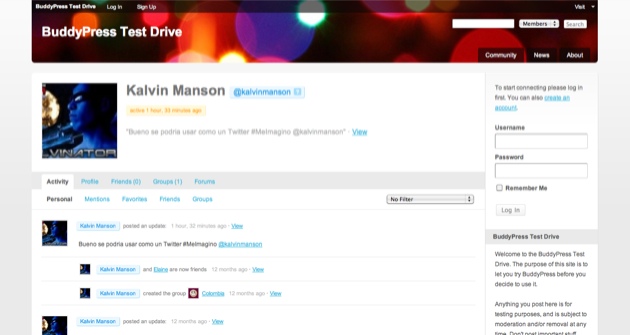 BuddyPress Test Drive Log In Sign Up Visit
BuddyPress Test Drive
Members Search
Community News About
Kalvin Manson @kalvinmanson
active 1 hour, 33 minutes ago
"Bueno se podria usar como un Twitter #MeImagino @kalvinmanson" · View
VINATOR
Activity Profile Friends (0) Groups (1) Forums
Personal Mentions Favorites Friends Groups No Filter
Kalvin Manson posted an update: 1 hour, 32 minutes ago · View
Bueno se podria usar como un Twitter #MeImagino @kalvinmanson
Kalvin Manson and Elaine are now friends 12 months ago · View
Kalvin Manson created the group Colombia 12 months ago · View
Kalvin Manson posted an update: 12 months ago · View
To start connecting please log in
first. You can also create an
account.
Username
Password
Remember Me
Log In
BuddyPress Test Drive
Welcome to the BuddyPress Test
Drive. The purpose of this site is to
let you try BuddyPress before you
decide to use it.
Anything you post here is for
testing purposes, and is subject to
moderation and/or removal at any
time. Don't post important stuff